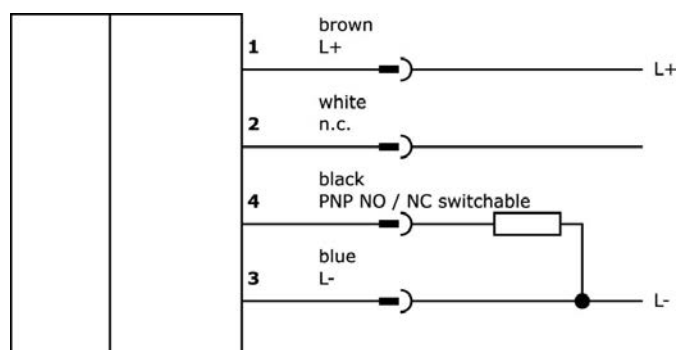 brown
1 L+
L+
white
2 n.c.
black
4 PNP NO / NC switchable
blue
3 L-
L-